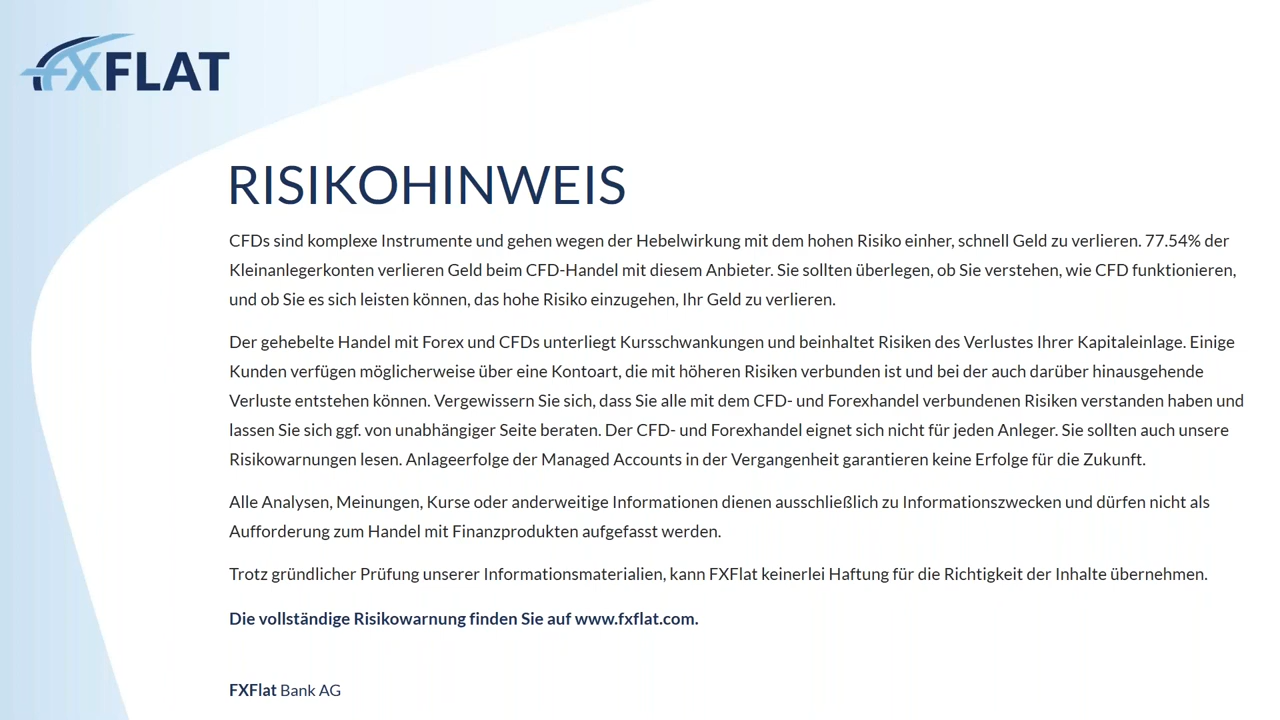 FXFLAT
RISIKOHINWEIS
CFDs sind komplexe Instrumente und gehen wegen der Hebelwirkung mit dem hohen Risiko einher, schnell Geld zu verlieren. 77.54% der
Kleinanlegerkonten verlieren Geld beim CFD-Handel mit diesem Anbieter. Sie sollten überlegen, ob Sie verstehen, wie CFD funktionieren,
und ob Sie es sich leisten können, das hohe Risiko einzugehen, Ihr Geld zu verlieren.
Der gehebelte Handel mit Forex und CFDs unterliegt Kursschwankungen und beinhaltet Risiken des Verlustes Ihrer Kapitaleinlage. Einige
Kunden verfügen möglicherweise über eine Kontoart, die mit höheren Risiken verbunden ist und bei der auch darüber hinausgehende
Verluste entstehen können. Vergewissern Sie sich, dass Sie alle mit dem CFD- und Forexhandel verbundenen Risiken verstanden haben und
lassen Sie sich ggf. von unabhängiger Seite beraten. Der CFD- und Forexhandel eignet sich nicht für jeden Anleger. Sie sollten auch unsere
Risikowarnungen lesen. Anlageerfolge der Managed Accounts in der Vergangenheit garantieren keine Erfolge für die Zukunft.
Alle Analysen, Meinungen, Kurse oder anderweitige Informationen dienen ausschließlich zu Informationszwecken und dürfen nicht als
Aufforderung zum Handel mit Finanzprodukten aufgefasst werden.
Trotz gründlicher Prüfung unserer Informationsmaterialien, kann FXFlat keinerlei Haftung für die Richtigkeit der Inhalte übernehmen.
Die vollständige Risikowarnung finden Sie auf www.fxflat.com.
FXFlat Bank AG